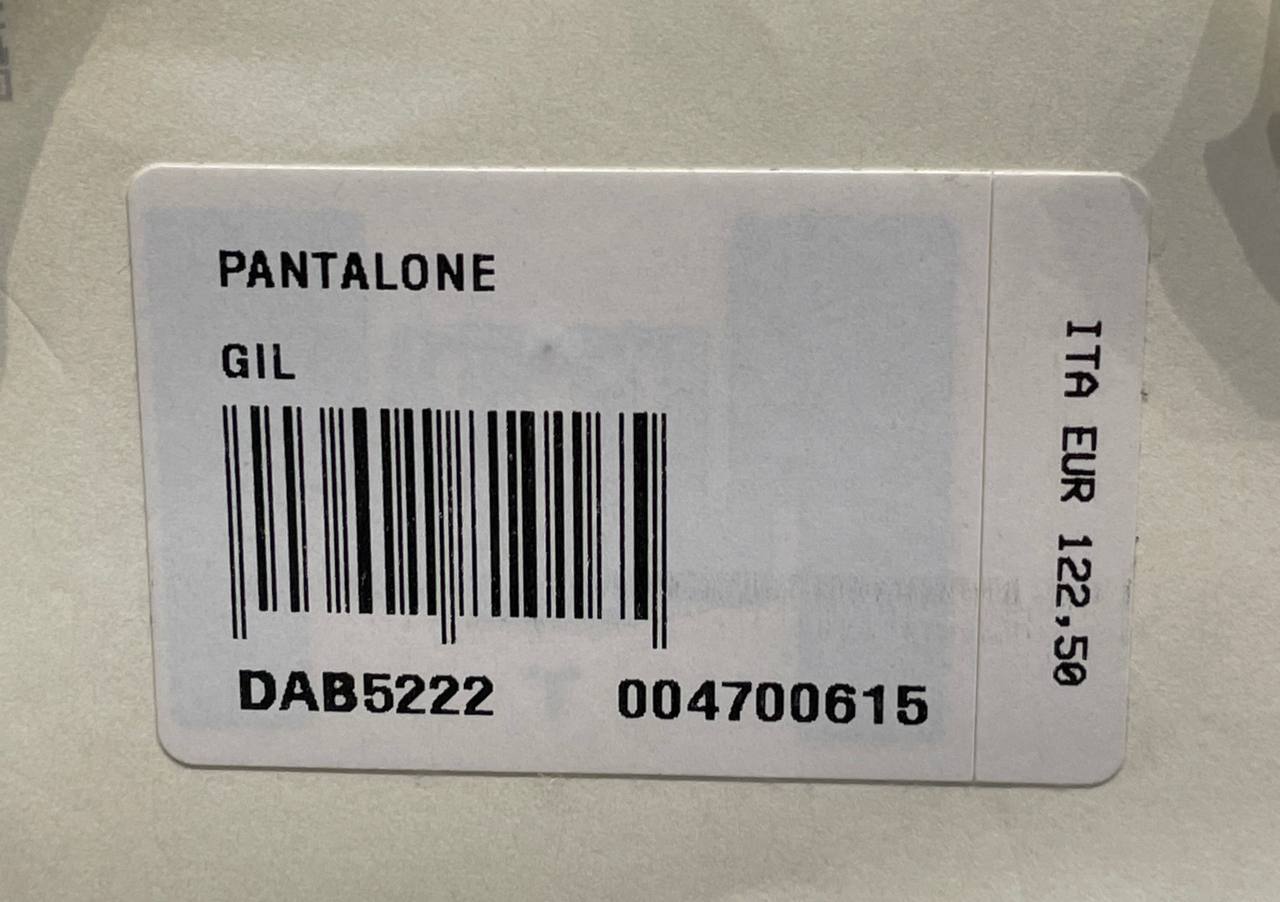 PANTALONE
GIL
DAB5222 004700615
ITA EUR 122,50